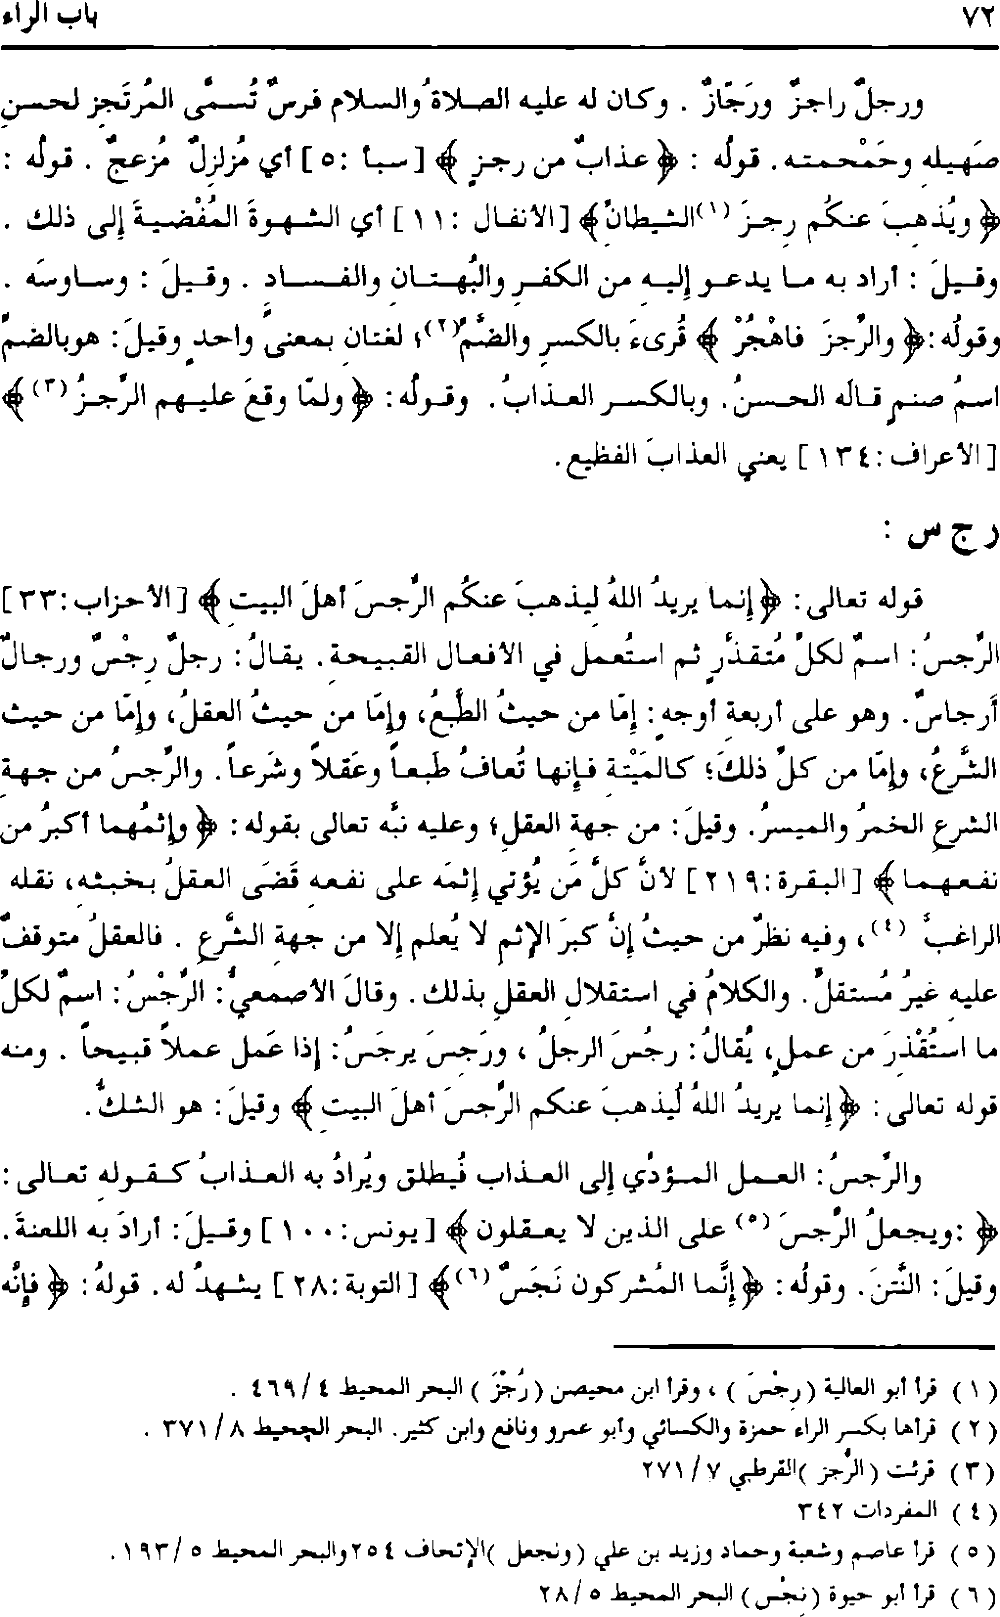 ٧٢
باب الراء
ورجلٌ راجزٌ ورَجّازٌ . وكان له عليه الصلاةُ والسلام فرسٌ تُسمَّى المُرتَجِز لحسنِ
صَهيلِهِ وحَمْحمته. قولُه : ﴿ عذابٌ من رجزٍ ﴾ [ سبأ :٥ ] أي مُزلزِلٌ مُزعجٌ . قولُه :
﴿ ويُذهِبَ عنكُم رِجزَ (١)الشيطانِ﴾ [ الأنفال :١١ ] أي الشهوةَ المُفْضيةَ إلى ذلك .
وقيلَ : أراد به ما يدعو إليهِ من الكفرِ والبُهتانِ والفسادِ . وقيلَ : وساوسَه .
وقولُه:﴿ والرِّجزَ فاهْجُرْ ﴾ قُرىءَ بالكسرِ والضمِّ(٢)؛ لغتانِ بمعنىً واحدٍ وقيلَ: هوبالضمِّ
اسمُ صنمٍ قالَه الحسنُ. وبالكسر العذابُ. وقولُه: ﴿ ولمّا وقعَ عليهم الرِّجزُ (٣) ﴾
[ الأعراف :١٣٤ ] يعني العذابَ الفظيع.
ر ج س :
قوله تعالى: ﴿ إِنما يريدُ اللهُ لِيذهبَ عنكُم الرِّجسَ أهلَ البيتِ ﴾ [ الأحزاب :٣٣ ]
الرِّجسُ: اسمٌ لكلِّ مُتقذَّرٍ ثم استُعمل في الأفعال القبيحة. يقالُ: رجلٌ رِجْسٌ ورجالٌ
أَرجاسٌ. وهو على أربعةِ أوجهٍ: إمّا من حيثُ الطَّبعُ، وإمّا من حيثُ العقلُ، وإمّا من حيث
الشَّرعُ، وإمّا من كلِّ ذلكَ؛ كالمَيْتةِ فإنها تُعافُ طَبعاً وعَقلاً وشَرعاً. والرِّجسُ من جهةِ
الشرعِ الخمرُ والميسرُ. وقيلَ: من جهةِ العقلِ؛ وعليه نبَّه تعالى بقوله: ﴿ وإثمُهما أكبرُ من
نفعهما ﴾ [ البقرة :٢١٩ ] لأنَّ كلَّ مَن يُؤتي إِثمَه على نفعه قَضَى العقلُ بخبثه، نقله
الراغبُ (٤)، وفيه نظرٌ من حيثُ إِنَّ كبرَ الإثمِ لا يُعلم إلا من جهةِ الشَّرعِ . فالعقلُ متوقفٌ
عليهِ غيرُ مُستقلٍّ. والكلامُ في استقلالِ العقلِ بذلك. وقالَ الأصمعيُّ: الرِّجْسُ: اسمٌ لكلِّ
ما استُقْذِرَ من عملٍ، يُقالُ: رجُسَ الرجلُ ، ورَجِسَ يرجَسُ: إذا عَمل عملاً قبيحاً . ومنه
قوله تعالى: ﴿ إنما يريدُ اللهُ لِيُذهبَ عنكم الرِّجسَ أهلَ البيتِ ﴾ وقيلَ: هو الشكُّ.
والرِّجسُ: العمل المؤدِّي إلى العذاب فيُطلق ويُرادُ به العذابُ كقوله تعالى:
﴿ :ويجعلُ الرِّجسَ (٥) على الذين لا يعقلون ﴾ [ يونس:١٠٠ ] وقيلَ: أرادَ به اللعنةَ.
وقيلَ: النَّتنَ. وقولُه: ﴿ إِنَّما المُشركون نَجَسٌ (٦)﴾ [ التوبة :٢٨ ] يشهدُ له. قولهُ: ﴿ فإِنَّه
( ١ ) قرأ أبو العالية ( رِجْسَ ) ، وقرأ ابن محيصن ( رُجْزَ ) البحر المحيط ٤/ ٤٦٩ .
( ٢ ) قرأها بكسر الراء حمزة والكسائي وأبو عمرو ونافع وابن كثير. البحر المحيط ٨/ ٣٧١ .
( ٣ ) قرئت ( الرُّجز )القرطبي ٧/ ٢٧١
( ٤ ) المفردات ٣٤٢
( ٥ ) قرأ عاصم وشعبة وحماد وزيد بن علي ( ونجعل )الإتحاف ٢٥٤ والبحر المحيط ٥ /١٩٣.
( ٦ ) قرأ أبو حيوة ( نِجْس) البحر المحيط ٥/ ٢٨